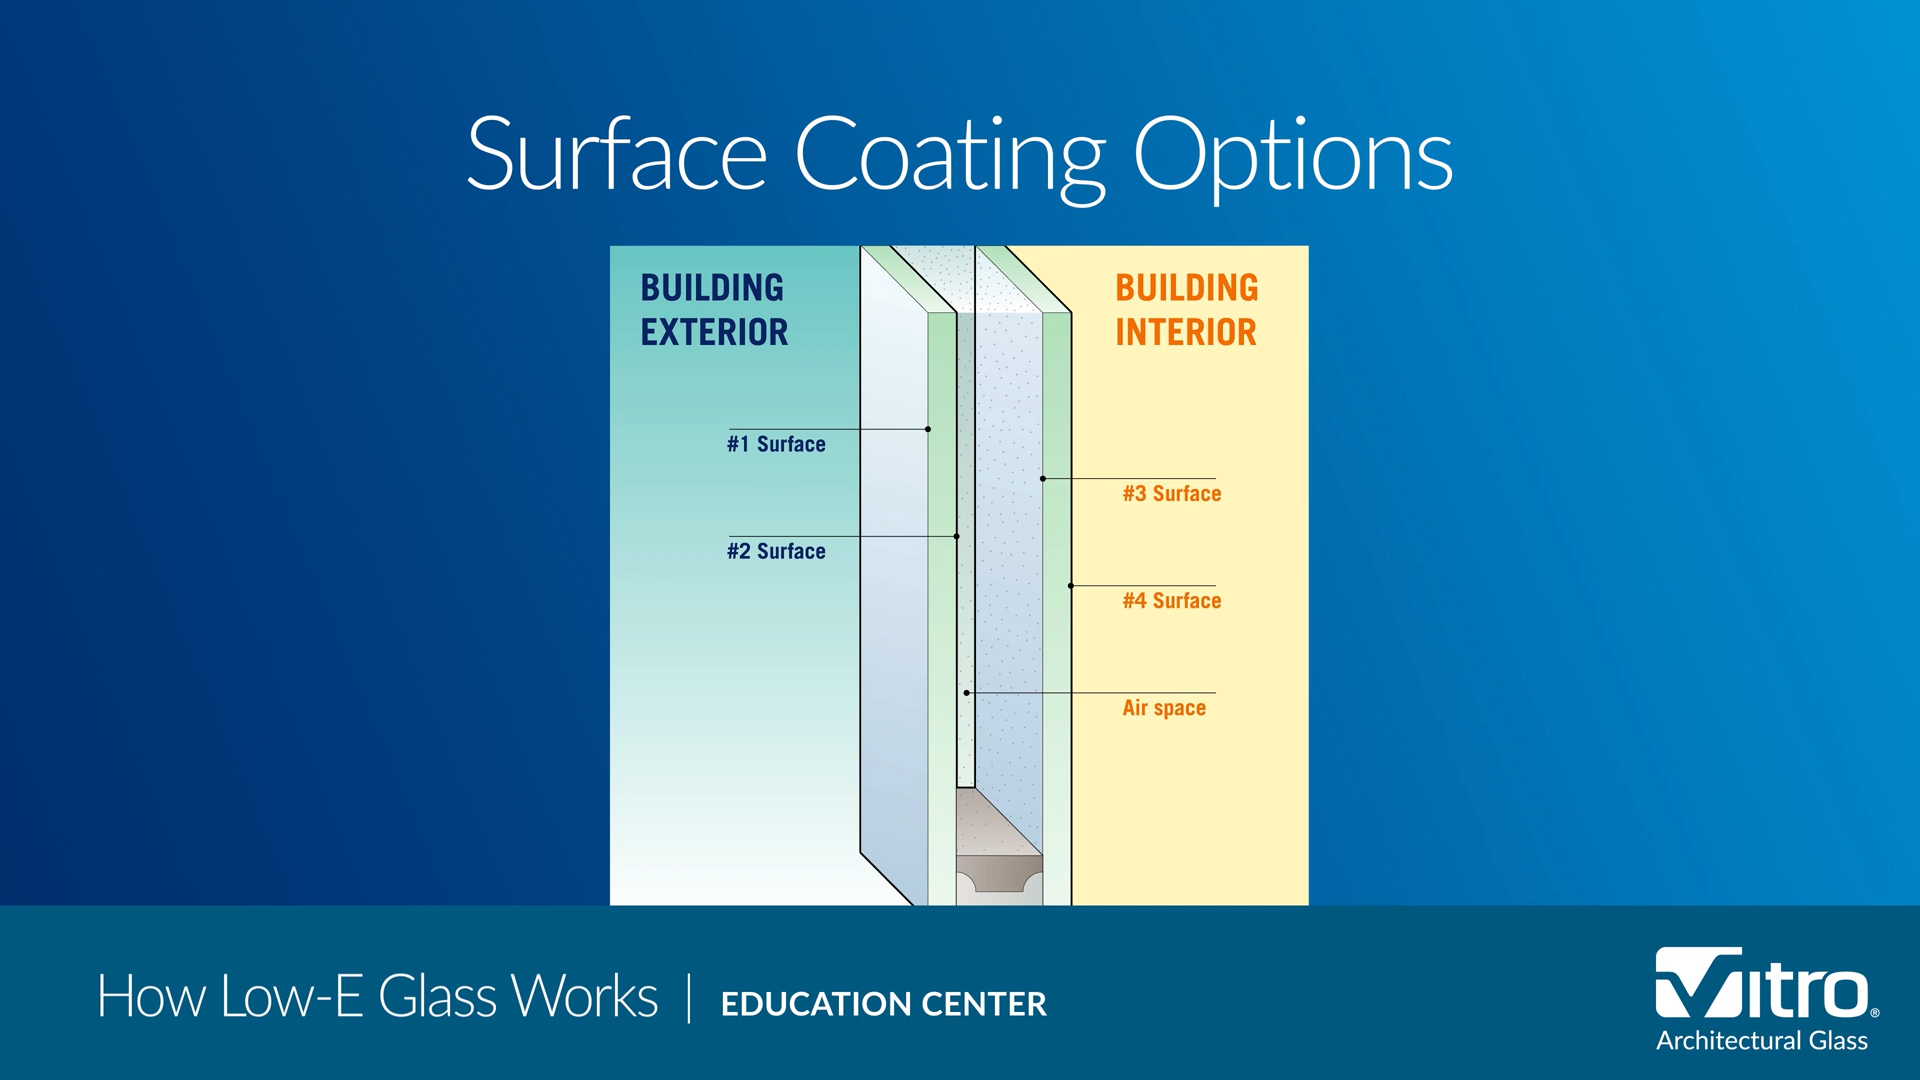 Surface Coating Options
BUILDING
EXTERIOR
BUILDING
INTERIOR
#1 Surface
#2 Surface
#3 Surface
#4 Surface
Air space
How Low-E Glass Works | EDUCATION CENTER
Vitro®
Architectural Glass